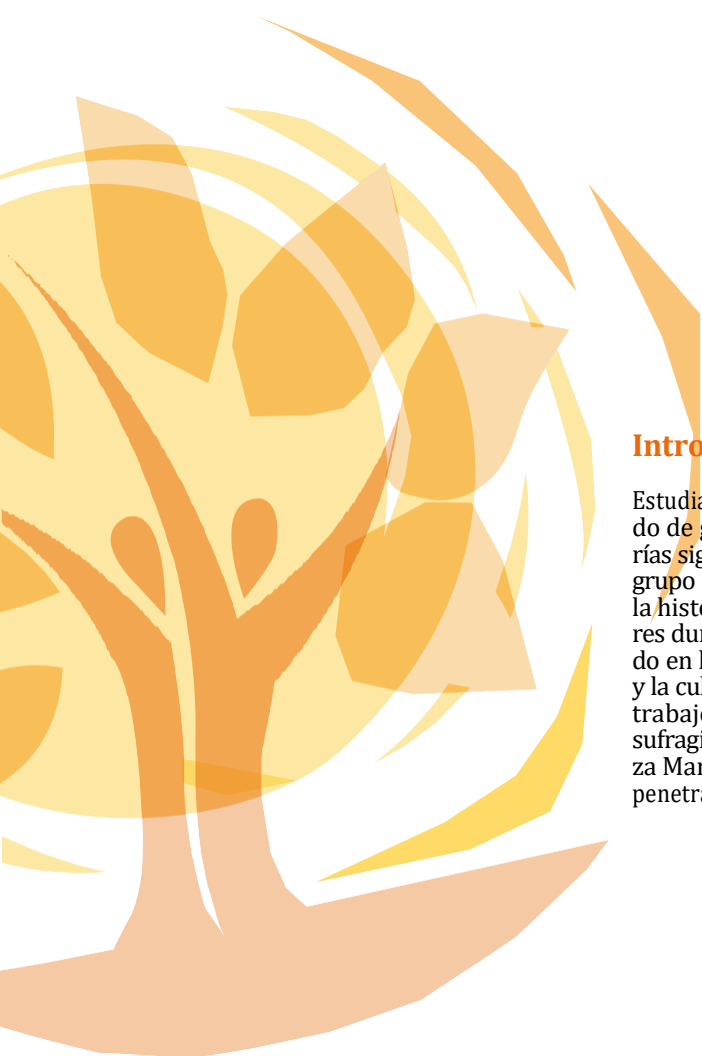 Intro
Estudia
do de g
rías sig
grupo
la histo
res dur
do en l
y la cul
trabajo
sufragi
za Mar
penetra